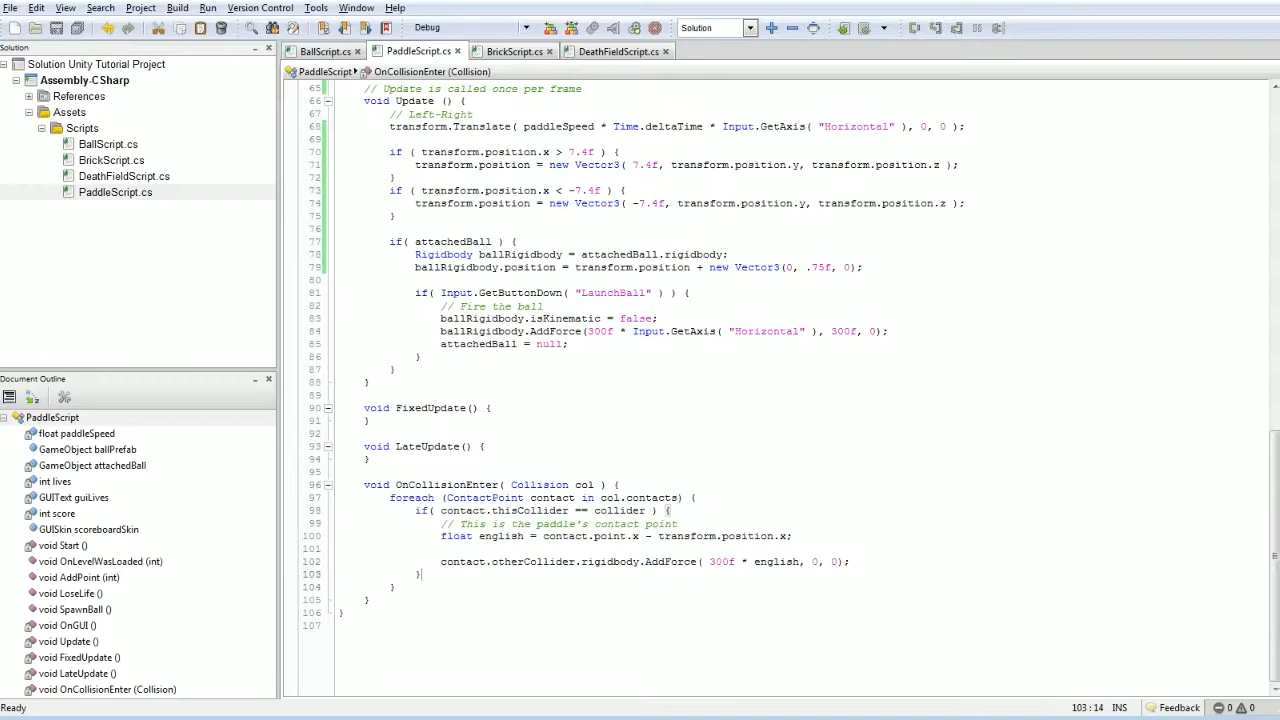 File Edit View Search Project Build Run Version Control Tools Window Help
Debug
Solution
Solution
BallScript.cs
PaddleScript.cs
BrickScript.cs
DeathFieldScript.cs
PaddleScript OnCollisionEnter (Collision)
Solution Unity Tutorial Project
Assembly-CSharp
References
Assets
Scripts
BallScript.cs
BrickScript.cs
DeathFieldScript.cs
PaddleScript.cs
Document Outline
PaddleScript
float paddleSpeed
GameObject ballPrefab
GameObject attachedBall
int lives
GUIText guiLives
int score
GUISkin scoreboardSkin
void Start ()
void OnLevelWasLoaded (int)
void AddPoint (int)
void LoseLife ()
void SpawnBall ()
void OnGUI ()
void Update ()
void FixedUpdate ()
void LateUpdate ()
void OnCollisionEnter (Collision)
65 // Update is called once per frame
66 void Update () {
67 // Left-Right
68 transform.Translate( paddleSpeed * Time.deltaTime * Input.GetAxis( "Horizontal" ), 0, 0 );
69
70 if ( transform.position.x > 7.4f ) {
71 transform.position = new Vector3( 7.4f, transform.position.y, transform.position.z );
72 }
73 if ( transform.position.x < -7.4f ) {
74 transform.position = new Vector3( -7.4f, transform.position.y, transform.position.z );
75 }
76
77 if( attachedBall ) {
78 Rigidbody ballRigidbody = attachedBall.rigidbody;
79 ballRigidbody.position = transform.position + new Vector3(0, .75f, 0);
80
81 if( Input.GetButtonDown( "LaunchBall" ) ) {
82 // Fire the ball
83 ballRigidbody.isKinematic = false;
84 ballRigidbody.AddForce(300f * Input.GetAxis( "Horizontal" ), 300f, 0);
85 attachedBall = null;
86 }
87 }
88 }
89
90 void FixedUpdate() {
91 }
92
93 void LateUpdate() {
94 }
95
96 void OnCollisionEnter( Collision col ) {
97 foreach (ContactPoint contact in col.contacts) {
98 if( contact.thisCollider == collider ) {
99 // This is the paddle's contact point
100 float english = contact.point.x - transform.position.x;
101
102 contact.otherCollider.rigidbody.AddForce( 300f * english, 0, 0);
103 }
104 }
105 }
106 }
107
Ready
103 : 14 INS Feedback 0 0